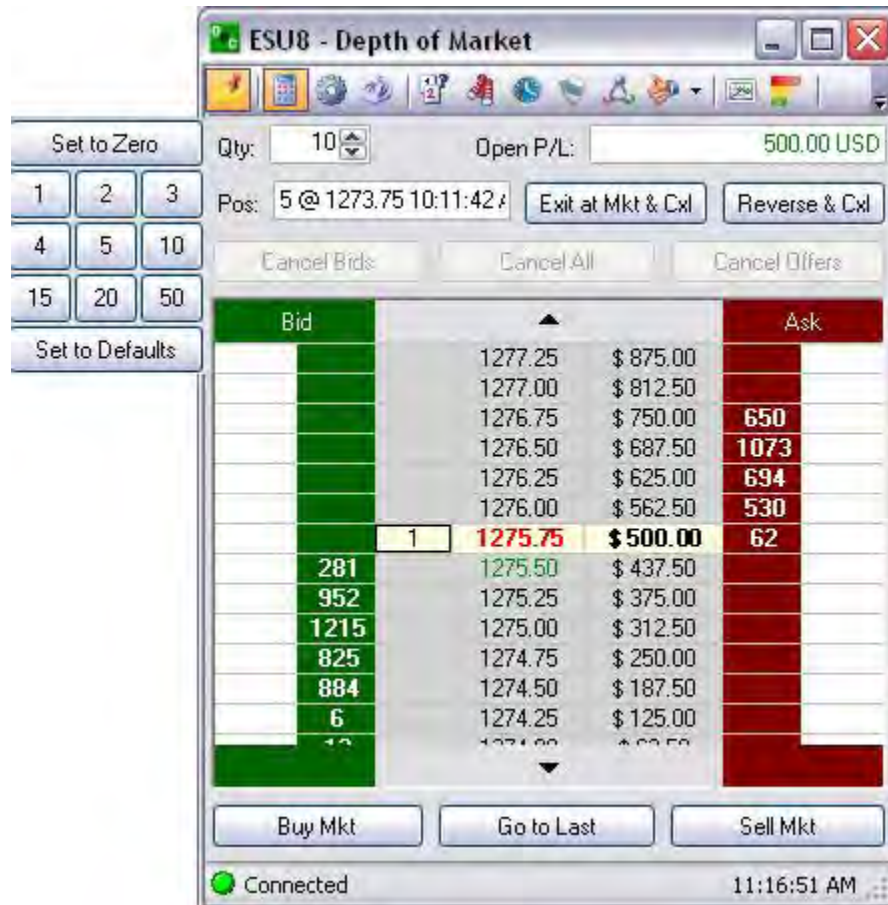 ESU8 - Depth of Market
Set to Zero
1 2 3
4 5 10
15 20 50
Set to Defaults
Qty: 10 Open P/L: 500.00 USD
Pos: 5 @ 1273.75 10:11:42 Exit at Mkt & Cxl Reverse & Cxl
Cancel Bids Cancel All Cancel Offers
Bid Ask
1277.25 $ 875.00
1277.00 $ 812.50
1276.75 $ 750.00 650
1276.50 $ 687.50 1073
1276.25 $ 625.00 694
1276.00 $ 562.50 530
1 1275.75 $ 500.00 62
281 1275.50 $ 437.50
952 1275.25 $ 375.00
1215 1275.00 $ 312.50
825 1274.75 $ 250.00
884 1274.50 $ 187.50
6 1274.25 $ 125.00
Buy Mkt Go to Last Sell Mkt
Connected 11:16:51 AM